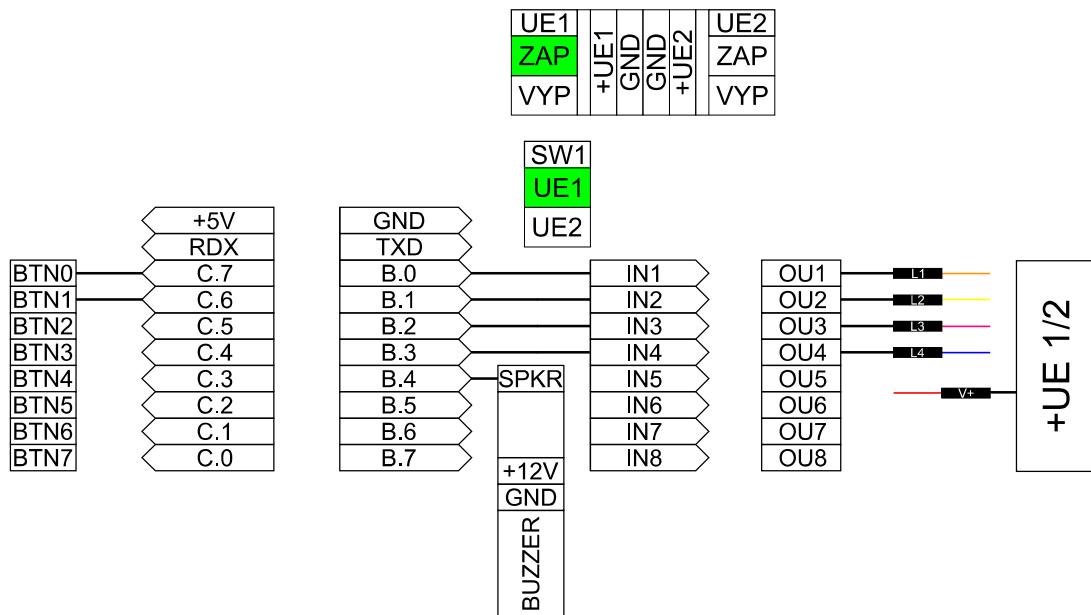 UE1
ZAP
VYP
+UE1
GND
GND
+UE2
UE2
ZAP
VYP
SW1
UE1
UE2
+5V
RDX
C.7
C.6
C.5
C.4
C.3
C.2
C.1
C.0
BTN0
BTN1
BTN2
BTN3
BTN4
BTN5
BTN6
BTN7
GND
TXD
B.0
B.1
B.2
B.3
B.4
B.5
B.6
B.7
SPKR
+12V
GND
BUZZER
IN1
IN2
IN3
IN4
IN5
IN6
IN7
IN8
OU1
OU2
OU3
OU4
OU5
OU6
OU7
OU8
L1
L2
L3
L4
V+
+UE 1/2